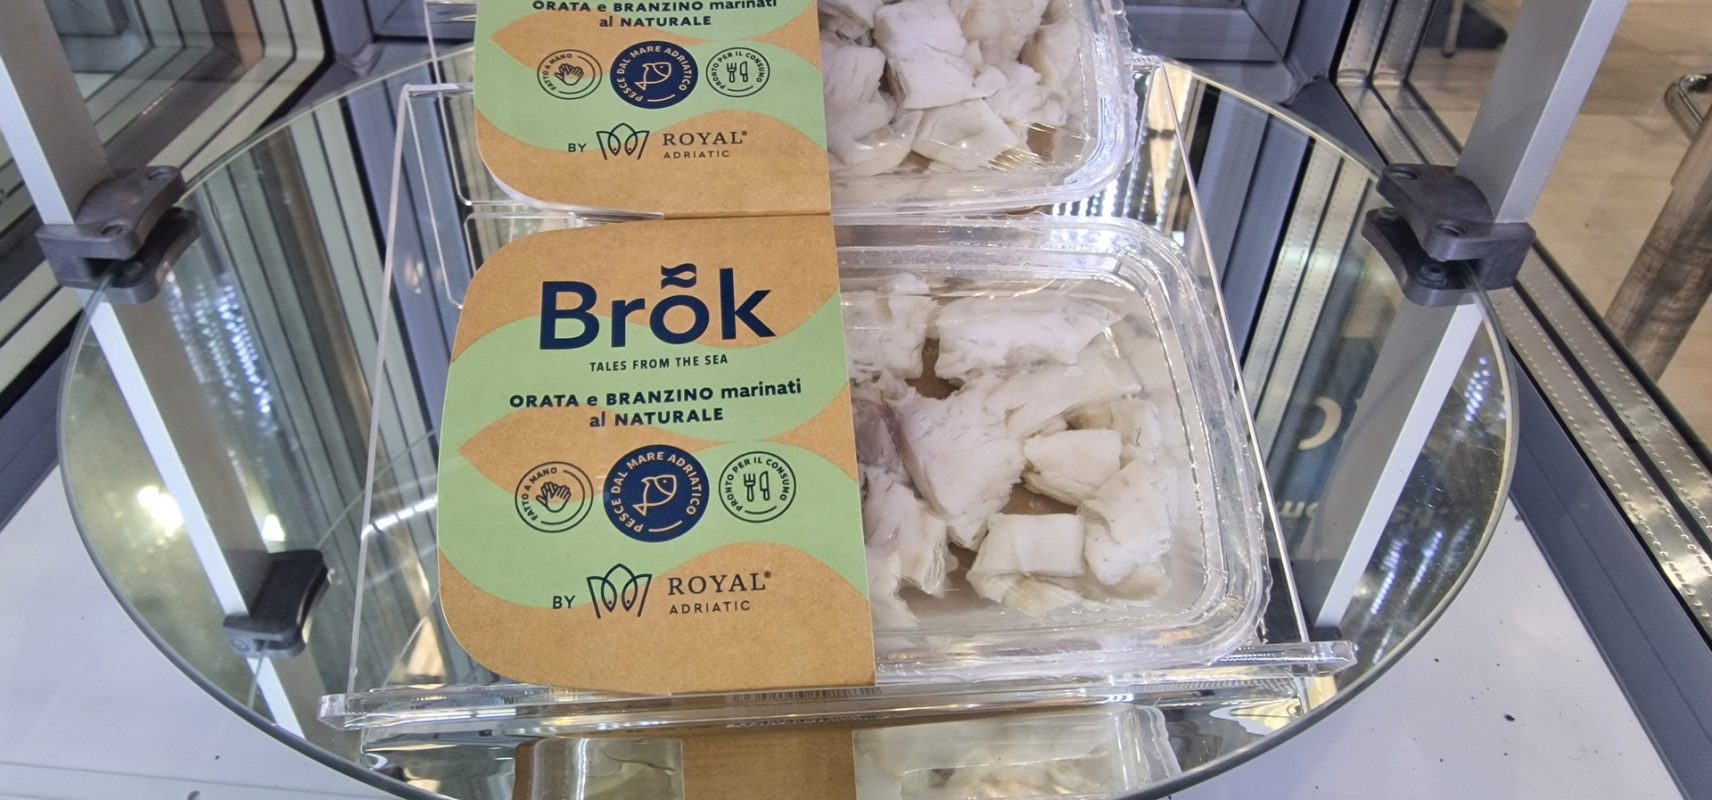 ORATA e BRANZINO marinati
al NATURALE
FATTO A MANO
PESCE DAL MARE ADRIATICO
PRONTO PER IL CONSUMO
BY ROYAL®
ADRIATIC
Brõk
TALES FROM THE SEA
ORATA e BRANZINO marinati
al NATURALE
FATTO A MANO
PESCE DAL MARE ADRIATICO
PRONTO PER IL CONSUMO
BY ROYAL®
ADRIATIC